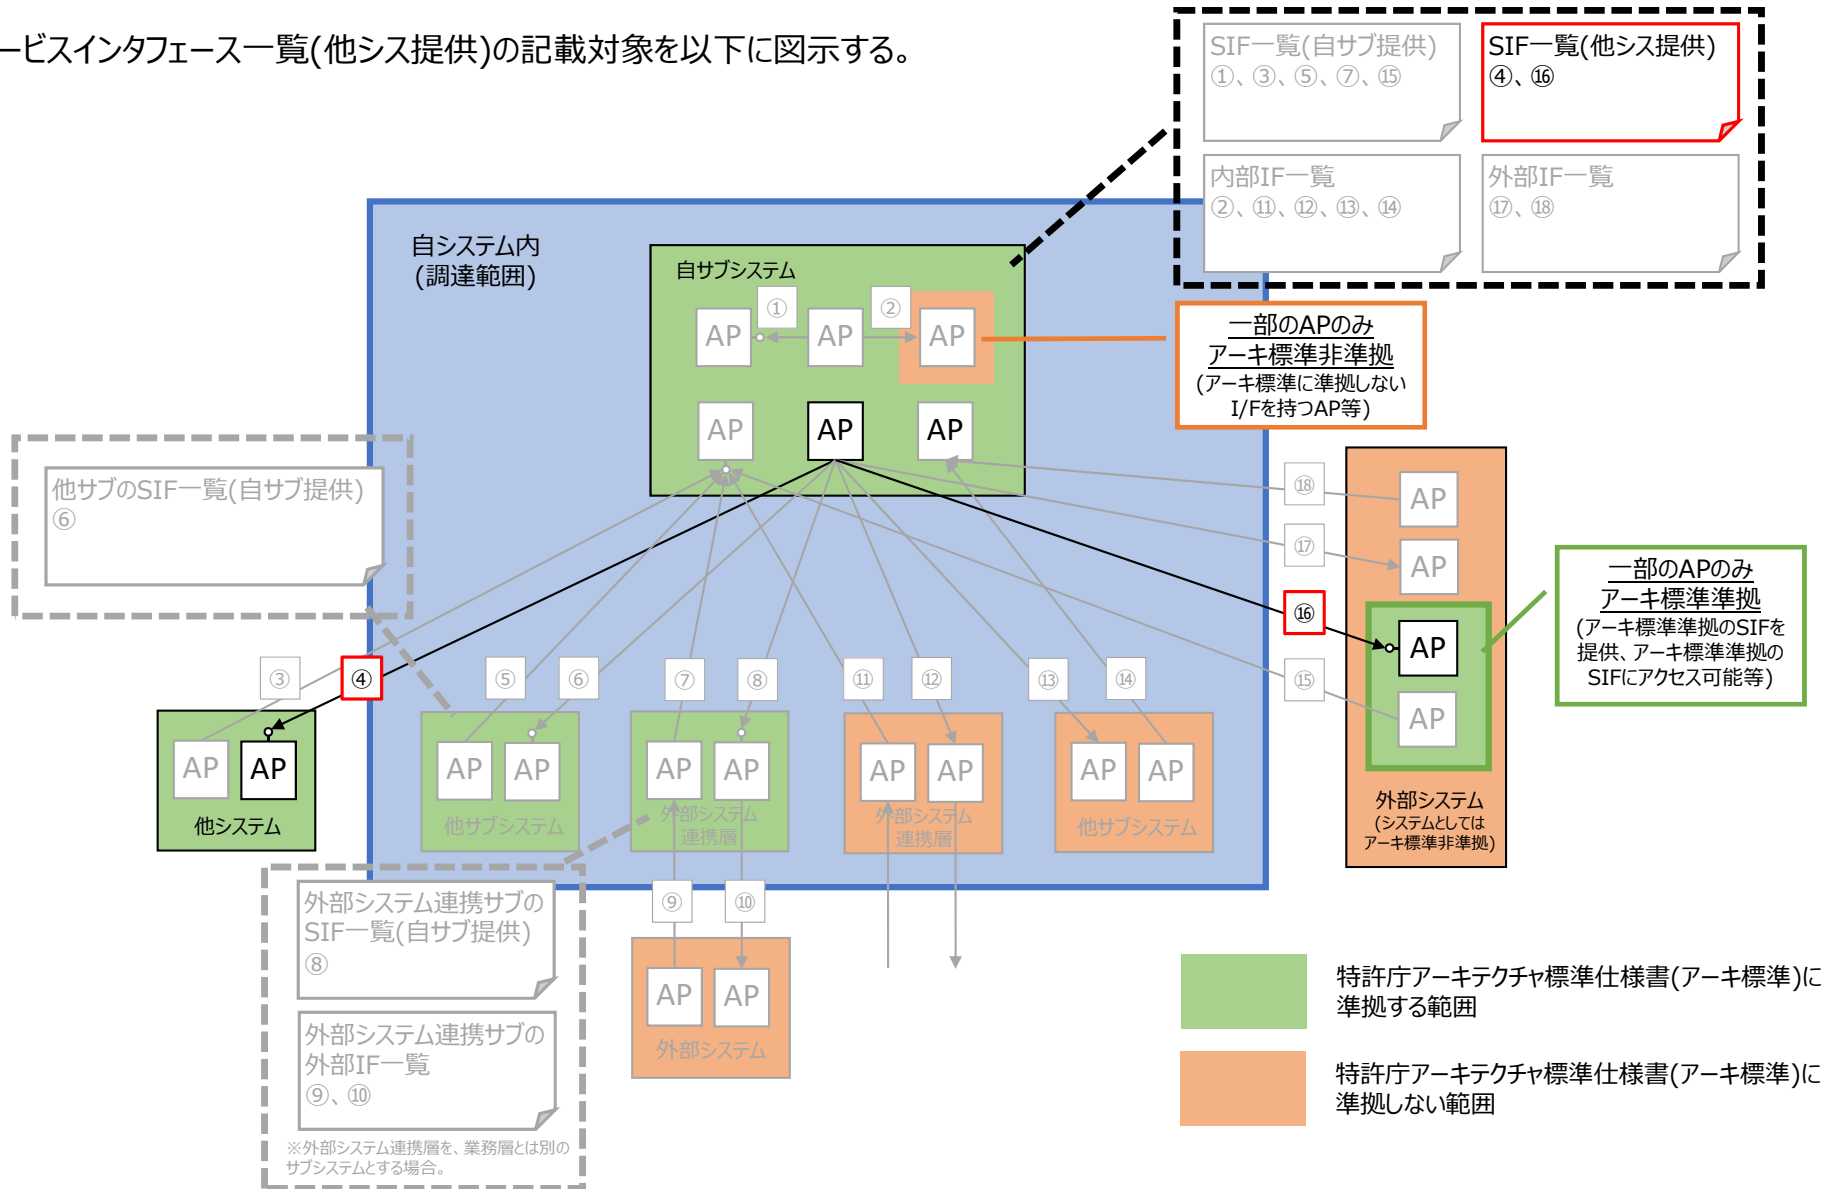 ービスインタフェース一覧(他シス提供)の記載対象を以下に図示する。
SIF一覧(自サブ提供)
①、③、⑤、⑦、⑮
SIF一覧(他シス提供)
④、⑯
内部IF一覧
②、⑪、⑫、⑬、⑭
外部IF一覧
⑰、⑱
自システム内
(調達範囲)
自サブシステム
①
②
AP
AP
AP
一部のAPのみ
アーキ標準非準拠
(アーキ標準に準拠しない
I/Fを持つAP等)
AP
AP
AP
他サブのSIF一覧(自サブ提供)
⑥
⑱
AP
⑰
AP
一部のAPのみ
アーキ標準準拠
(アーキ標準準拠のSIFを
提供、アーキ標準準拠の
SIFにアクセス可能等)
⑯
AP
⑮
AP
外部システム
(システムとしては
アーキ標準非準拠)
③
④
⑤
⑥
⑦
⑧
⑪
⑫
⑬
⑭
AP
AP
他システム
AP
AP
他サブシステム
AP
AP
外部システム
連携層
AP
AP
外部システム
連携層
AP
AP
他サブシステム
外部システム連携サブの
SIF一覧(自サブ提供)
⑧
外部システム連携サブの
外部IF一覧
⑨、⑩
※外部システム連携層を、業務層とは別の
サブシステムとする場合。
⑨
⑩
AP
AP
外部システム
特許庁アーキテクチャ標準仕様書(アーキ標準)に
準拠する範囲
特許庁アーキテクチャ標準仕様書(アーキ標準)に
準拠しない範囲